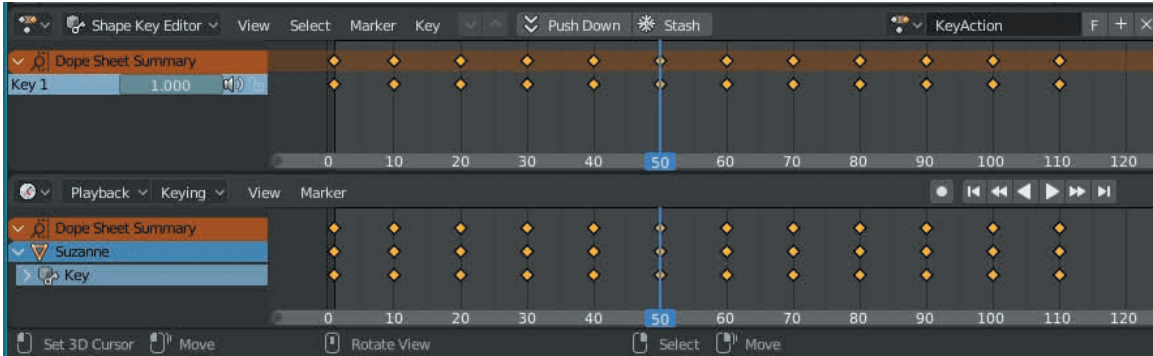 Shape Key Editor View Select Marker Key Push Down Stash KeyAction F
Dope Sheet Summary
Key 1 1.000
0 10 20 30 40 50 60 70 80 90 100 110 120
Playback Keying View Marker
Dope Sheet Summary
Suzanne
Key
0 10 20 30 40 50 60 70 80 90 100 110 120
Set 3D Cursor Move Rotate View Select Move